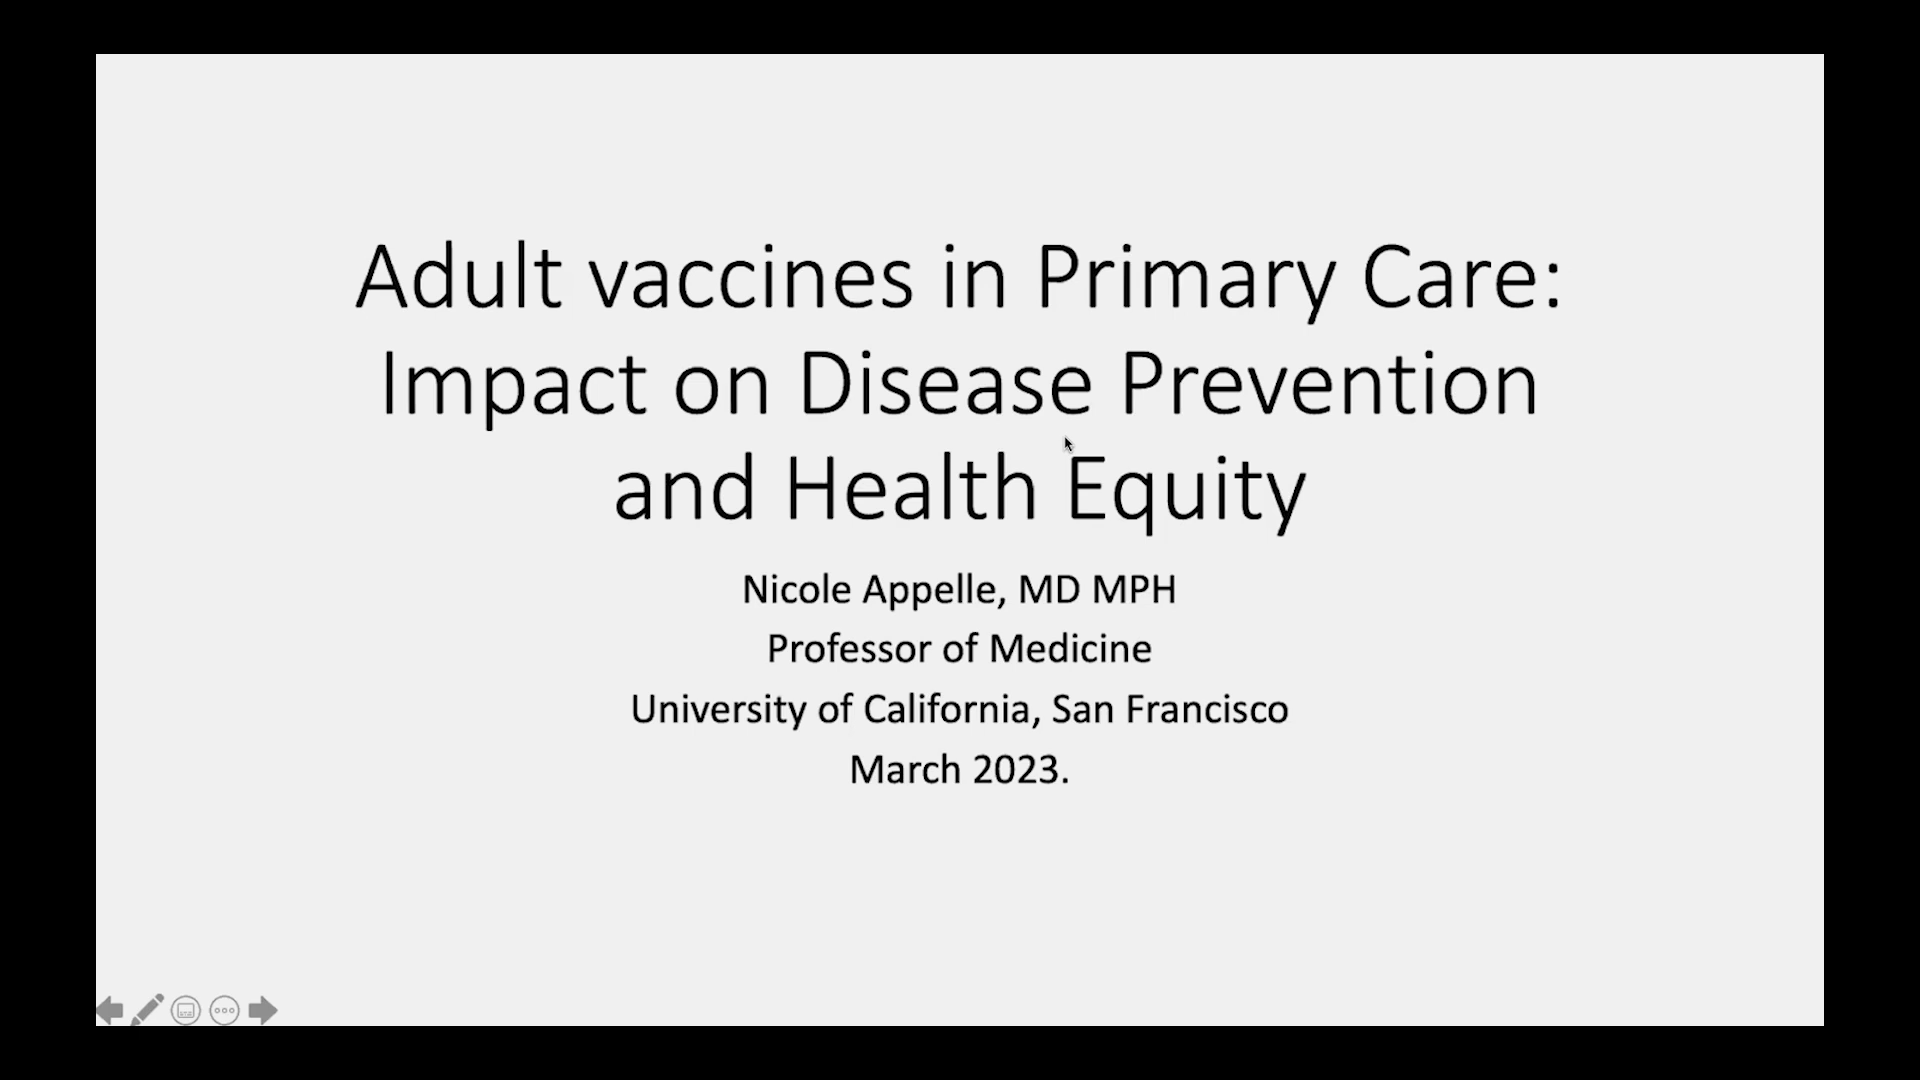 Adult vaccines in Primary Care:
Impact on Disease Prevention
and Health Equity
Nicole Appelle, MD MPH
Professor of Medicine
University of California, San Francisco
March 2023.